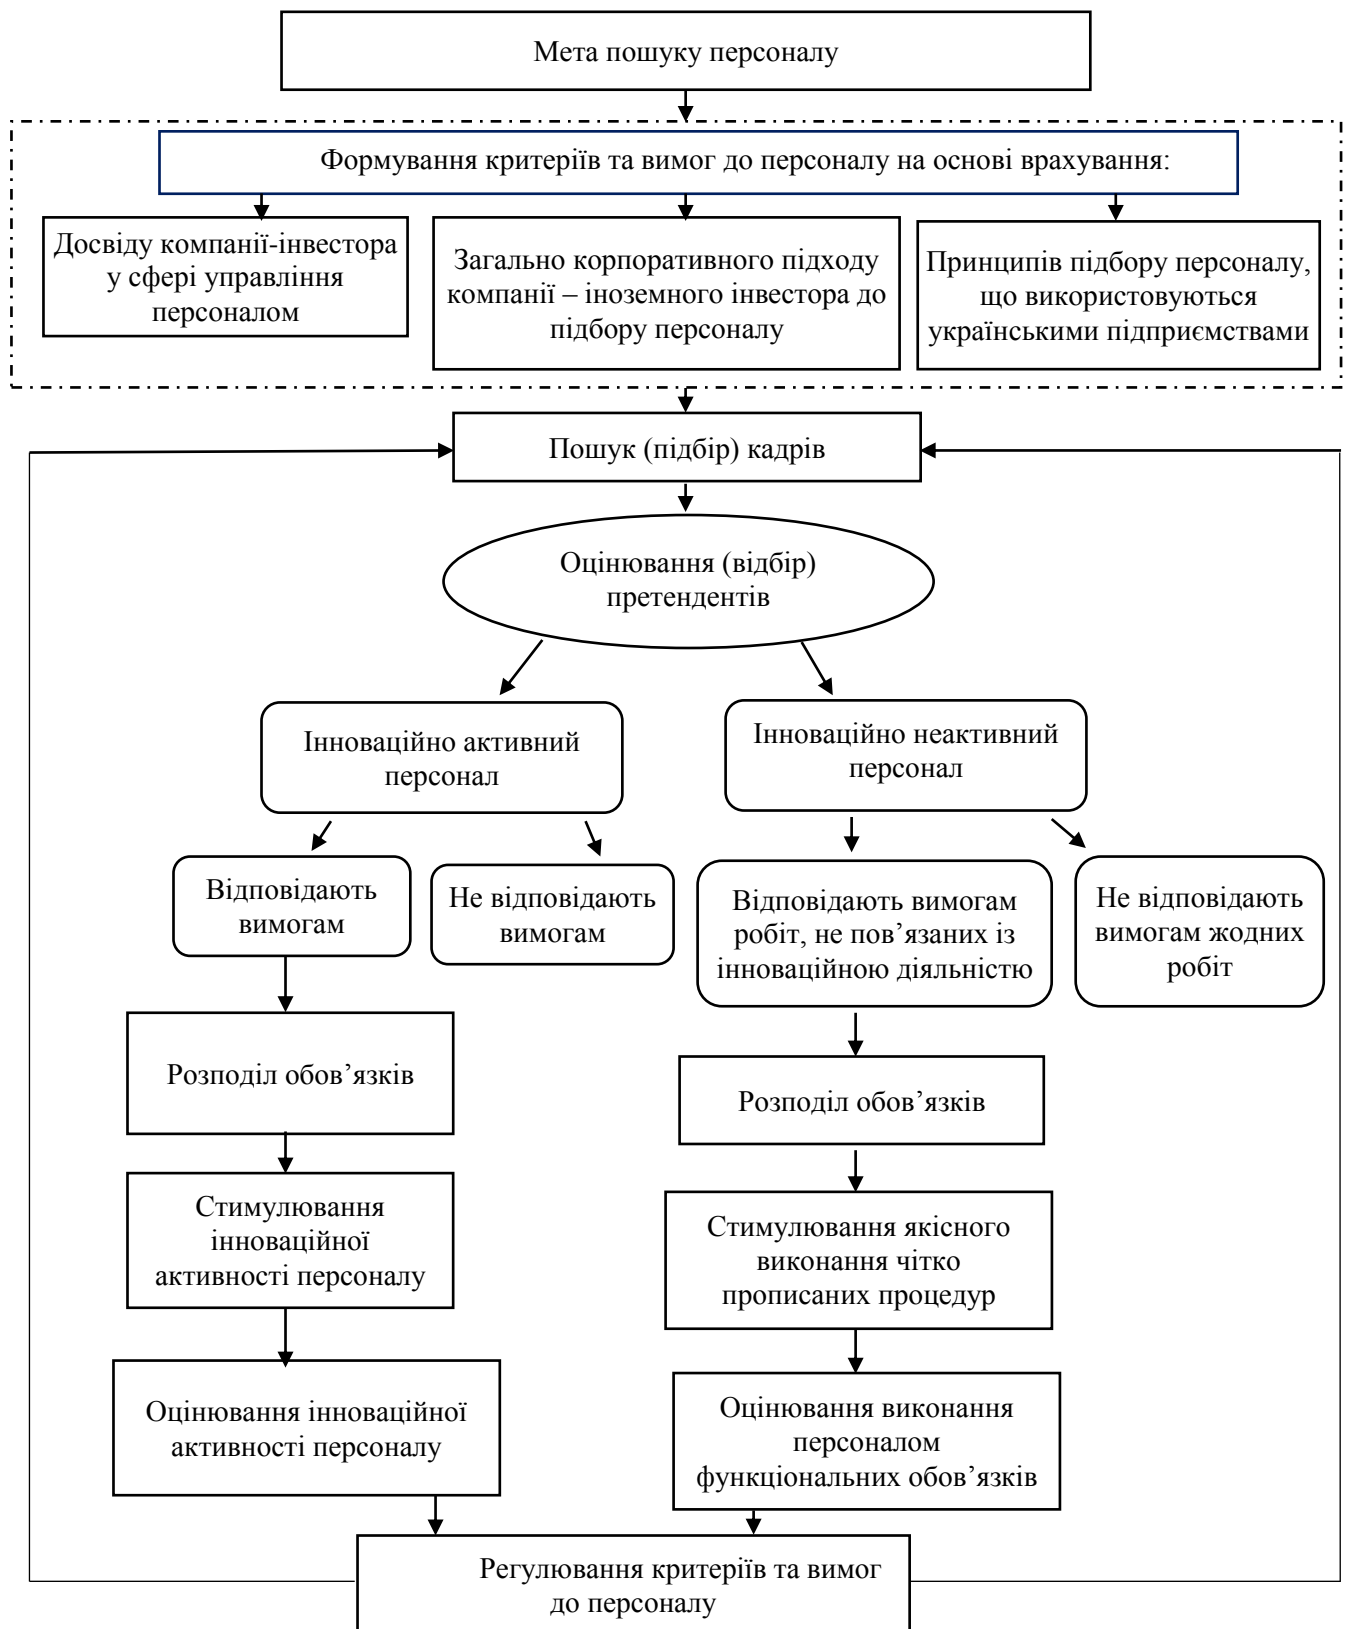 Мета пошуку персоналу
Формування критеріїв та вимог до персоналу на основі врахування:
Досвіду компанії-інвестора
у сфері управління
персоналом
Загально корпоративного підходу
компанії – іноземного інвестора до
підбору персоналу
Принципів підбору персоналу,
що використовуються
українськими підприємствами
Пошук (підбір) кадрів
Оцінювання (відбір)
претендентів
Інноваційно активний
персонал
Інноваційно неактивний
персонал
Відповідають
вимогам
Не відповідають
вимогам
Відповідають вимогам
робіт, не пов’язаних із
інноваційною діяльністю
Не відповідають
вимогам жодних
робіт
Розподіл обов’язків
Розподіл обов’язків
Стимулювання
інноваційної
активності персоналу
Стимулювання якісного
виконання чітко
прописаних процедур
Оцінювання інноваційної
активності персоналу
Оцінювання виконання
персоналом
функціональних обов’язків
Регулювання критеріїв та вимог
до персоналу